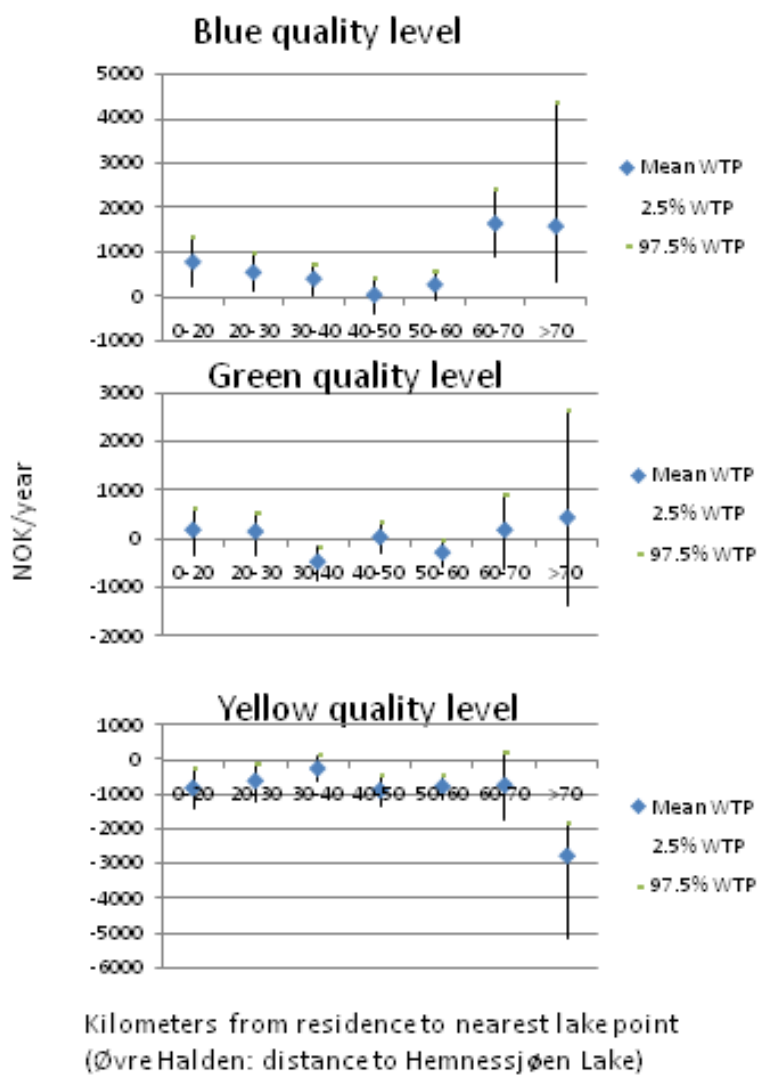 Blue quality level
5000
4000
3000
2000
1000
0
-1000
0-20 20-30 30-40 40-50 50-60 60-70 >70
Mean WTP
2.5% WTP
97.5% WTP
Green quality level
3000
2000
1000
0
-1000
-2000
0-20 20-30 30-40 40-50 50-60 60-70 >70
Mean WTP
2.5% WTP
97.5% WTP
NOK/year
Yellow quality level
1000
0
-1000
-2000
-3000
-4000
-5000
-6000
0-20 20-30 30-40 40-50 50-60 60-70 >70
Mean WTP
2.5% WTP
97.5% WTP
Kilometers from residence to nearest lake point
(Øvre Halden: distance to Hemnessjøen Lake)